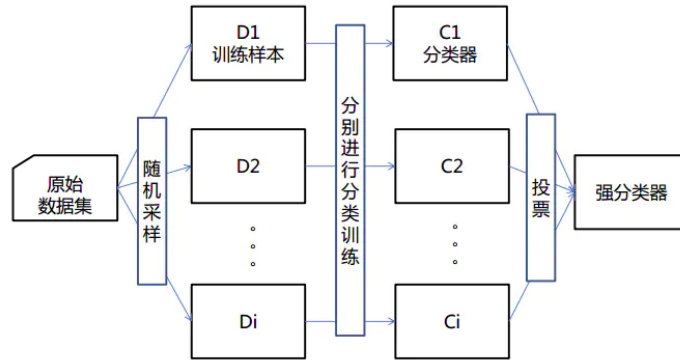 原始
数据集
随机采样
D1
训练样本
D2
Di
分别进行分类训练
C1
分类器
C2
Ci
投票
强分类器